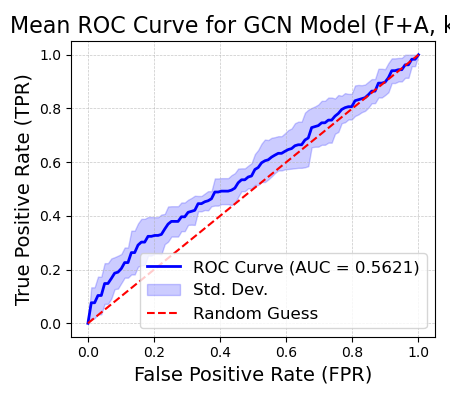 Mean ROC Curve for GCN Model (F+A, k
1.0
0.8
0.6
0.4
0.2
0.0
True Positive Rate (TPR)
ROC Curve (AUC = 0.5621)
Std. Dev.
Random Guess
0.0 0.2 0.4 0.6 0.8 1.0
False Positive Rate (FPR)